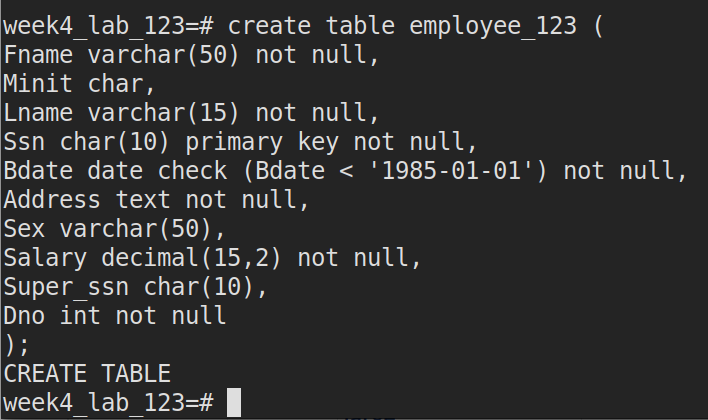 week4_lab_123=# create table employee_123 (
Fname varchar(50) not null,
Minit char,
Lname varchar(15) not null,
Ssn char(10) primary key not null,
Bdate date check (Bdate < '1985-01-01') not null,
Address text not null,
Sex varchar(50),
Salary decimal(15,2) not null,
Super_ssn char(10),
Dno int not null
);
CREATE TABLE
week4_lab_123=#